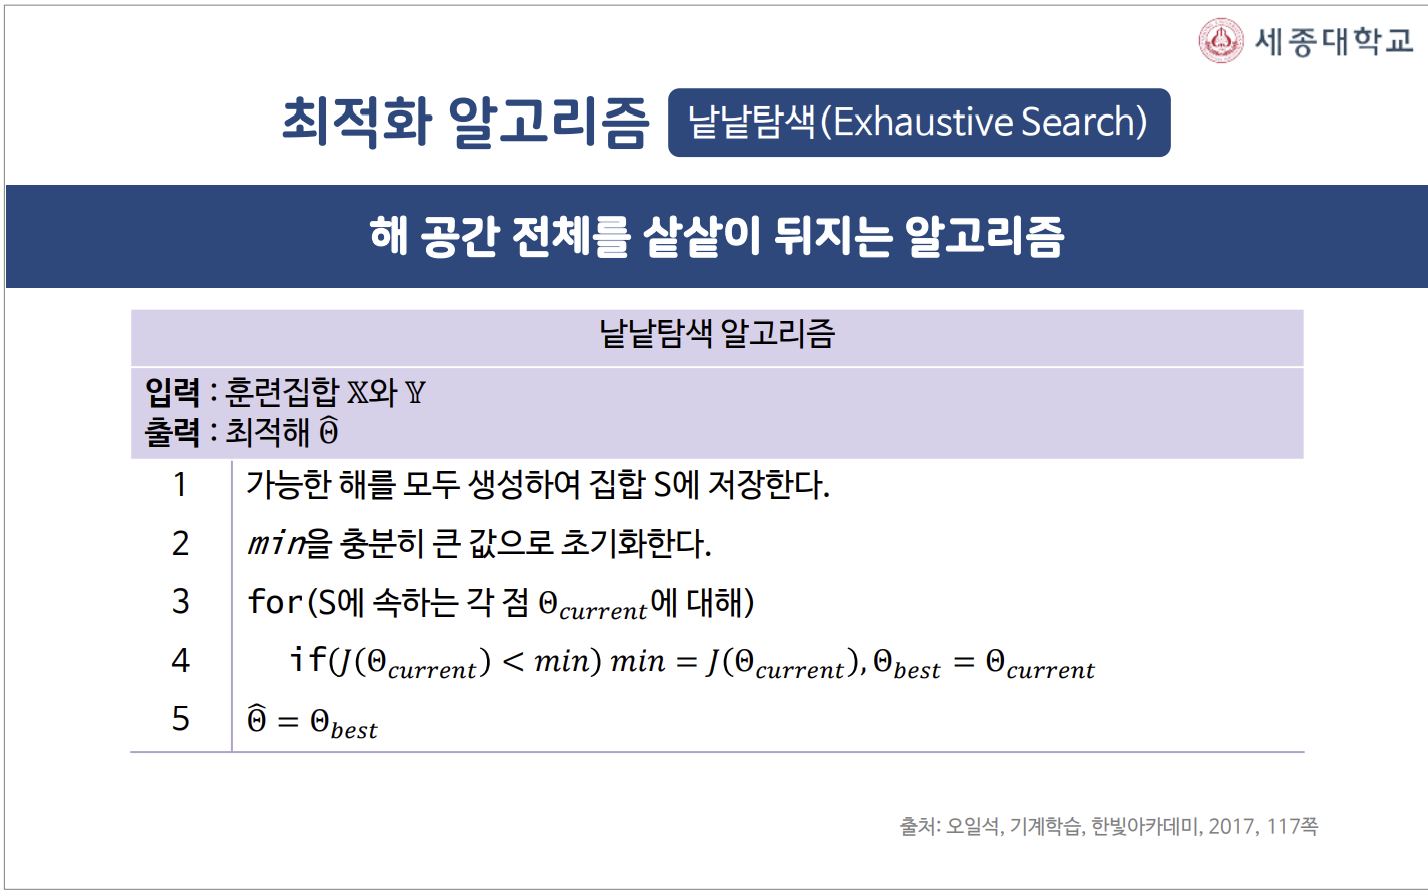 세종대학교
최적화 알고리즘 낱낱탐색(Exhaustive Search)
해 공간 전체를 샅샅이 뒤지는 알고리즘
낱낱탐색 알고리즘
입력 : 훈련집합 𝕏와 𝕐
출력 : 최적해 Θ̂
1 가능한 해를 모두 생성하여 집합 S에 저장한다.
2 min을 충분히 큰 값으로 초기화한다.
3 for(S에 속하는 각 점 Θ_current에 대해)
4 if(J(Θ_current) < min) min = J(Θ_current), Θ_best = Θ_current
5 Θ̂ = Θ_best
출처: 오일석, 기계학습, 한빛아카데미, 2017, 117쪽